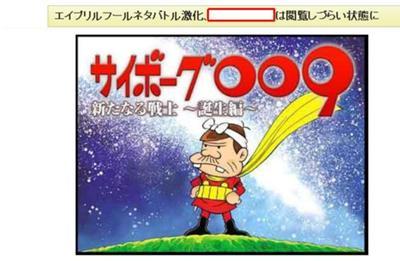 エイプリルフールネタバトル激化、は閲覧しづらい状態に
サイボーグ009
新たなる戦士 ～誕生編～